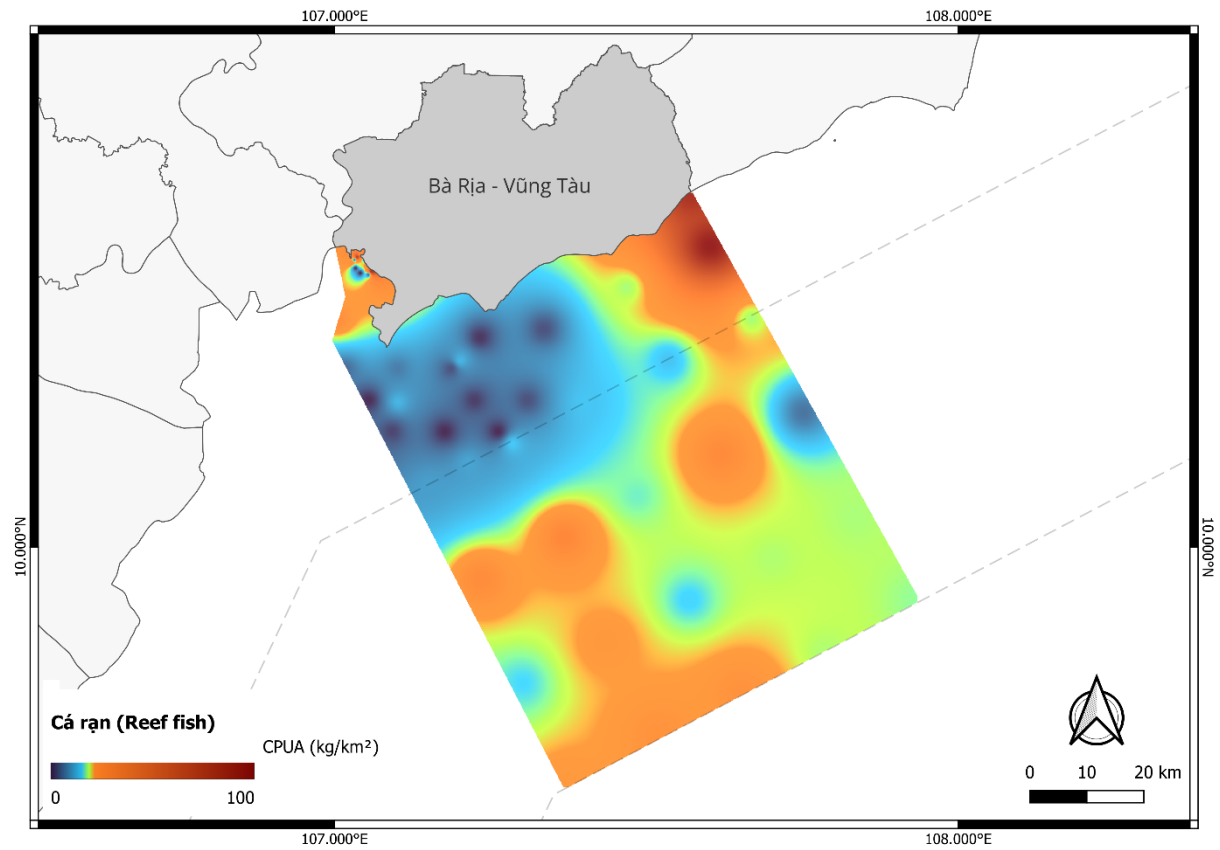 107.000°E 108.000°E
Bà Rịa - Vũng Tàu
10.000°N 10.000°N
Cá rạn (Reef fish)
CPUA (kg/km²)
0 100
0 10 20 km
107.000°E 108.000°E